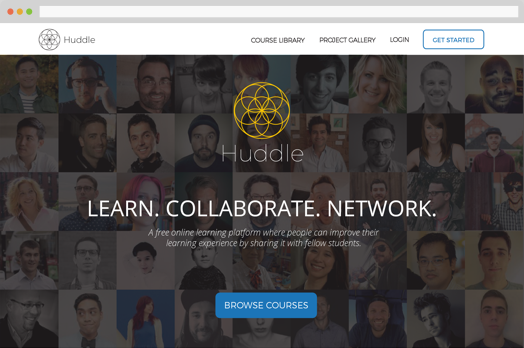 Huddle
COURSE LIBRARY
PROJECT GALLERY
LOGIN
GET STARTED
Huddle
LEARN. COLLABORATE. NETWORK.
A free online learning platform where people can improve their
learning experience by sharing it with fellow students.
BROWSE COURSES